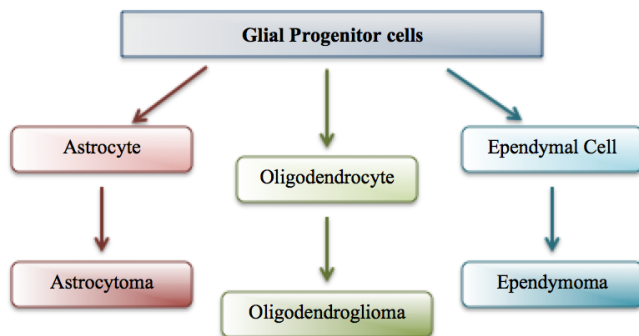 Glial Progenitor cells
Astrocyte
Oligodendrocyte
Ependymal Cell
Astrocytoma
Oligodendroglioma
Ependymoma